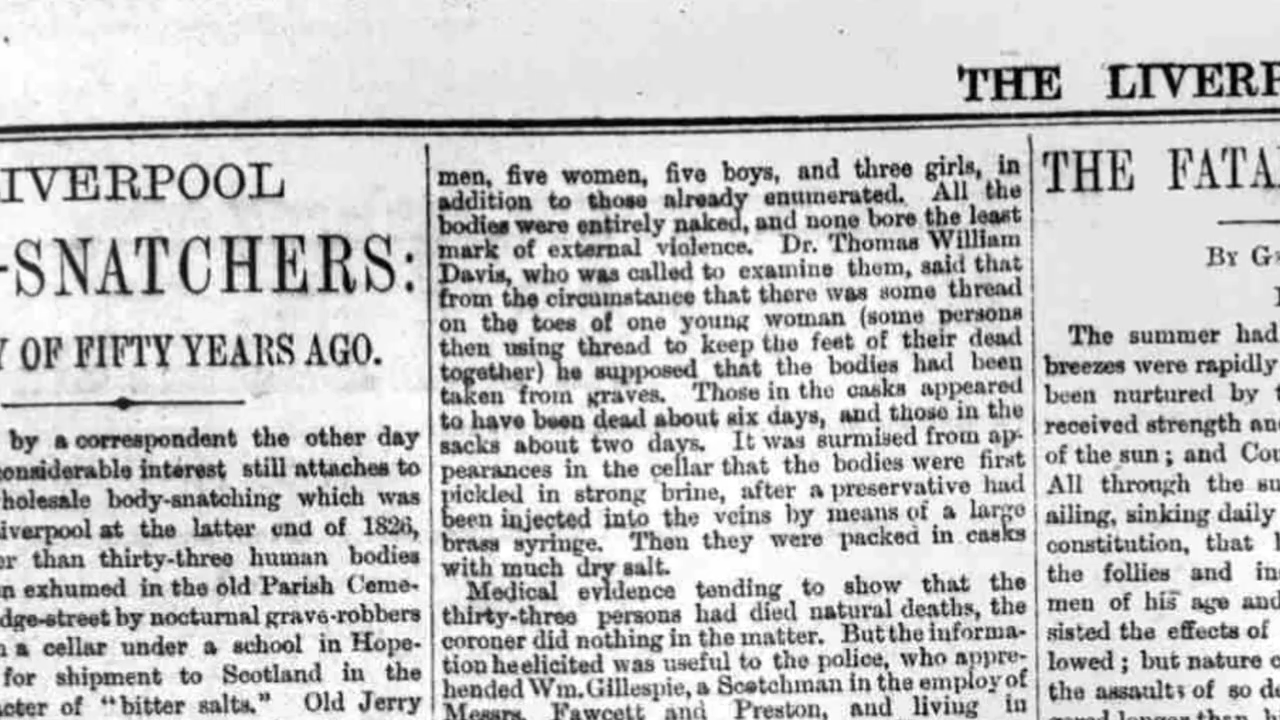 THE LIVERP
IVERPOOL
-SNATCHERS:
Y OF FIFTY YEARS AGO.
by a correspondent the other day
considerable interest still attaches to
holesale body-snatching which was
iverpool at the latter end of 1826,
er than thirty-three human bodies
n exhumed in the old Parish Ceme-
dge-street by nocturnal grave-robbers
a cellar under a school in Hope-
for shipment to Scotland in the
acter of "bitter salts." Old Jerry
men, five women, five boys, and three girls, in
addition to those already enumerated. All the
bodies were entirely naked, and none bore the least
mark of external violence. Dr. Thomas William
Davis, who was called to examine them, said that
from the circumstance that there was some thread
on the toes of one young woman (some persons
then using thread to keep the feet of their dead
together) he supposed that the bodies had been
taken from graves. Those in the casks appeared
to have been dead about six days, and those in the
sacks about two days. It was surmised from ap-
pearances in the cellar that the bodies were first
pickled in strong brine, after a preservative had
been injected into the veins by means of a large
brass syringe. Then they were packed in casks
with much dry salt.
Medical evidence tending to show that the
thirty-three persons had died natural deaths, the
coroner did nothing in the matter. But the informa-
tion he elicited was useful to the police, who appre-
hended Wm. Gillespie, a Scotchman in the employ of
Messrs. Fawcett and Preston, and living in
THE FATA
BY G
The summer had
breezes were rapidly
been nurtured by
received strength an
of the sun; and Cou
All through the su
ailing, sinking daily
constitution, that
the follies and in
men of his age and
sisted the effects of
lowed; but nature
the assaults of so de